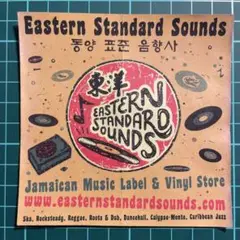 Eastern Standard Sounds
동양 표준 음향사
東洋
EASTERN
STANDARD
SOUNDS
Jamaican Music Label & Vinyl Store
www.easternstandardsounds.com
Ska, Rocksteady, Reggae, Roots & Dub, Dancehall, Calypso-Mento, Caribbean Jazz